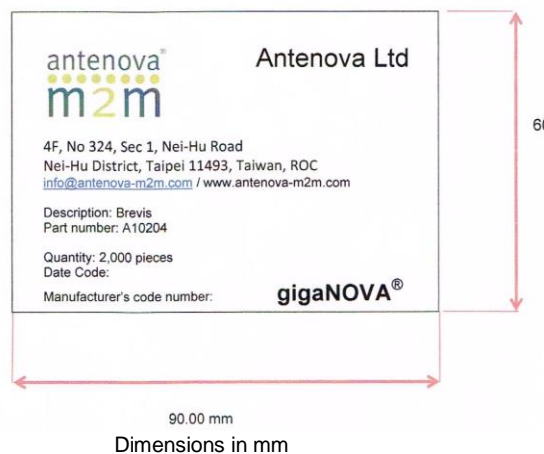 antenova®
m2m
Antenova Ltd
4F, No 324, Sec 1, Nei-Hu Road
Nei-Hu District, Taipei 11493, Taiwan, ROC
info@antenova-m2m.com / www.antenova-m2m.com
Description: Brevis
Part number: A10204
Quantity: 2,000 pieces
Date Code:
Manufacturer's code number:
gigaNOVA®
60
90.00 mm
Dimensions in mm